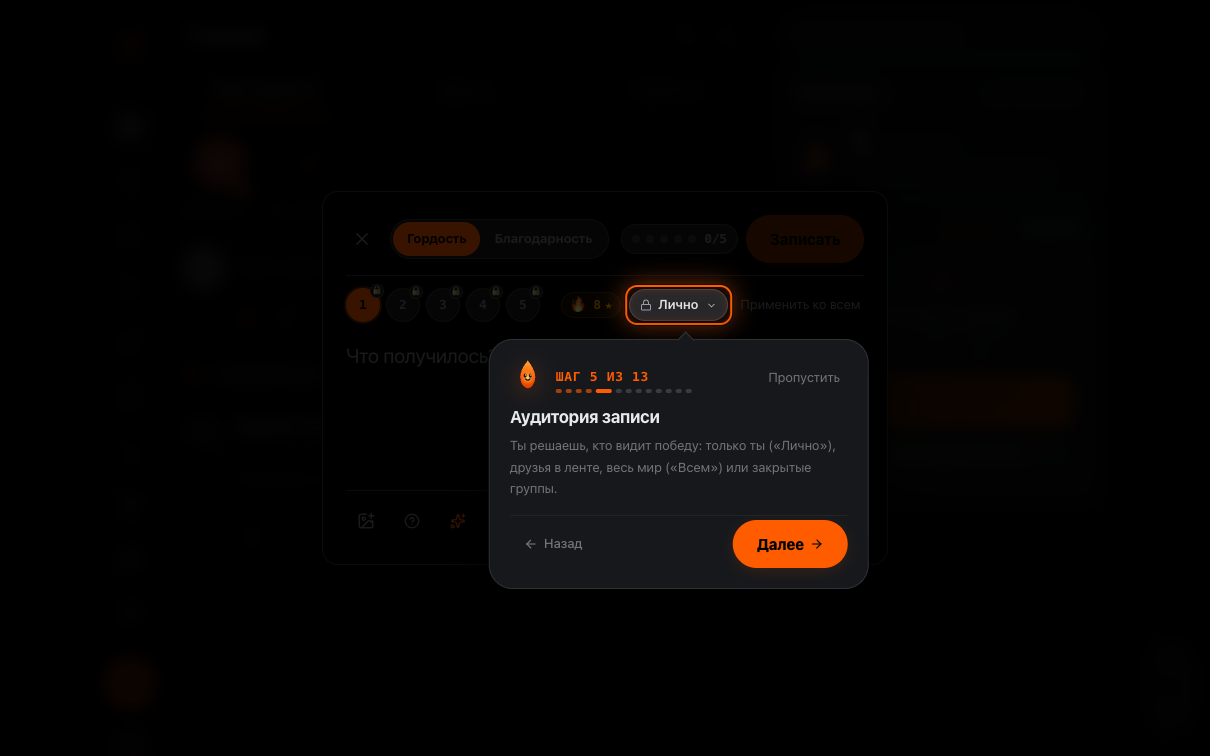 Гордость
Благодарность
0/5
Записать
1
2
3
4
5
8
Лично
Применить ко всем
Что получилось
ШАГ 5 ИЗ 13
Пропустить
Аудитория записи
Ты решаешь, кто видит победу: только ты («Лично»),
друзья в ленте, весь мир («Всем») или закрытые
группы.
Назад
Далее